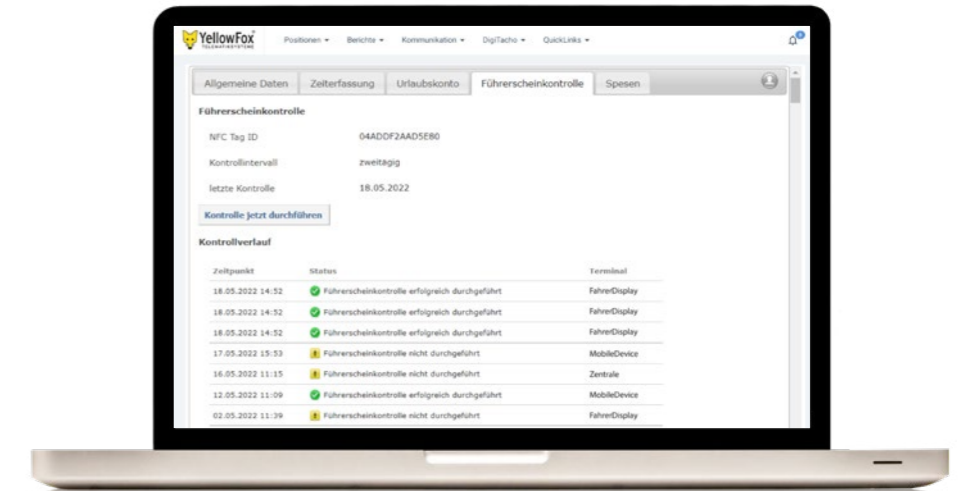 YellowFox
TELEMATIKSYSTEME
Positionen Berichte Kommunikation DigiTacho QuickLinks
Allgemeine Daten Zeiterfassung Urlaubskonto Führerscheinkontrolle Spesen
Führerscheinkontrolle
NFC Tag ID 04ADDF2AAD5E80
Kontrollintervall zweitägig
letzte Kontrolle 18.05.2022
Kontrolle jetzt durchführen
Kontrollverlauf
Zeitpunkt Status Terminal
18.05.2022 14:52 Führerscheinkontrolle erfolgreich durchgeführt FahrerDisplay
18.05.2022 14:52 Führerscheinkontrolle erfolgreich durchgeführt FahrerDisplay
18.05.2022 14:52 Führerscheinkontrolle erfolgreich durchgeführt FahrerDisplay
17.05.2022 15:53 Führerscheinkontrolle nicht durchgeführt MobileDevice
16.05.2022 11:15 Führerscheinkontrolle nicht durchgeführt Zentrale
12.05.2022 11:09 Führerscheinkontrolle erfolgreich durchgeführt MobileDevice
02.05.2022 11:39 Führerscheinkontrolle nicht durchgeführt FahrerDisplay